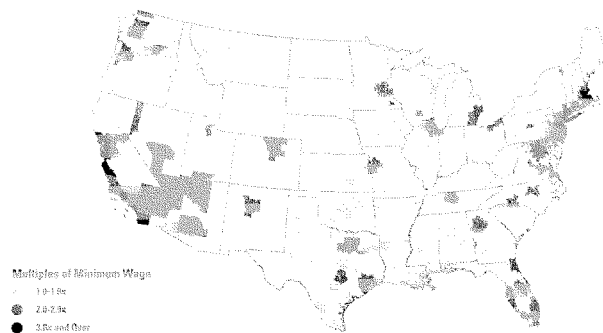 Multiples of Minimum Wage
1.0-1.9x
2.0-2.9x
3.0x and Over